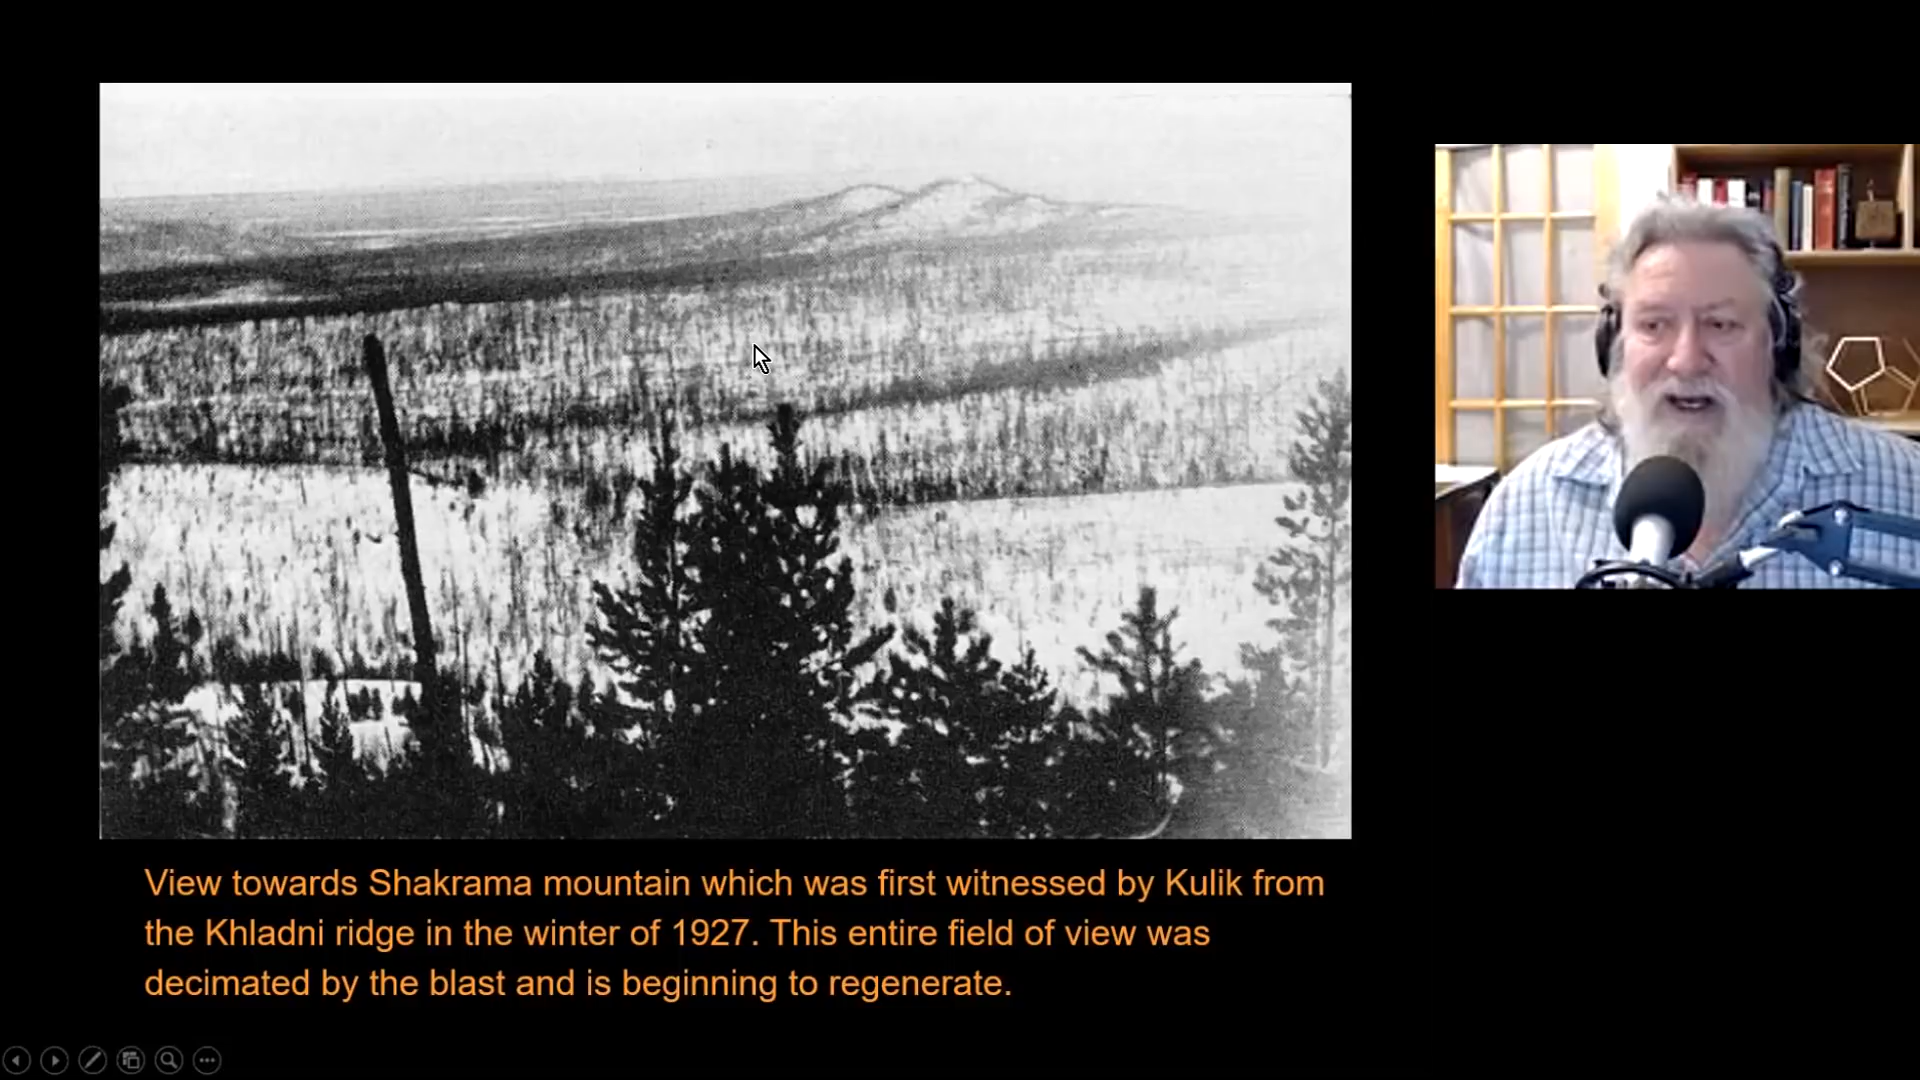 View towards Shakrama mountain which was first witnessed by Kulik from
the Khladni ridge in the winter of 1927. This entire field of view was
decimated by the blast and is beginning to regenerate.